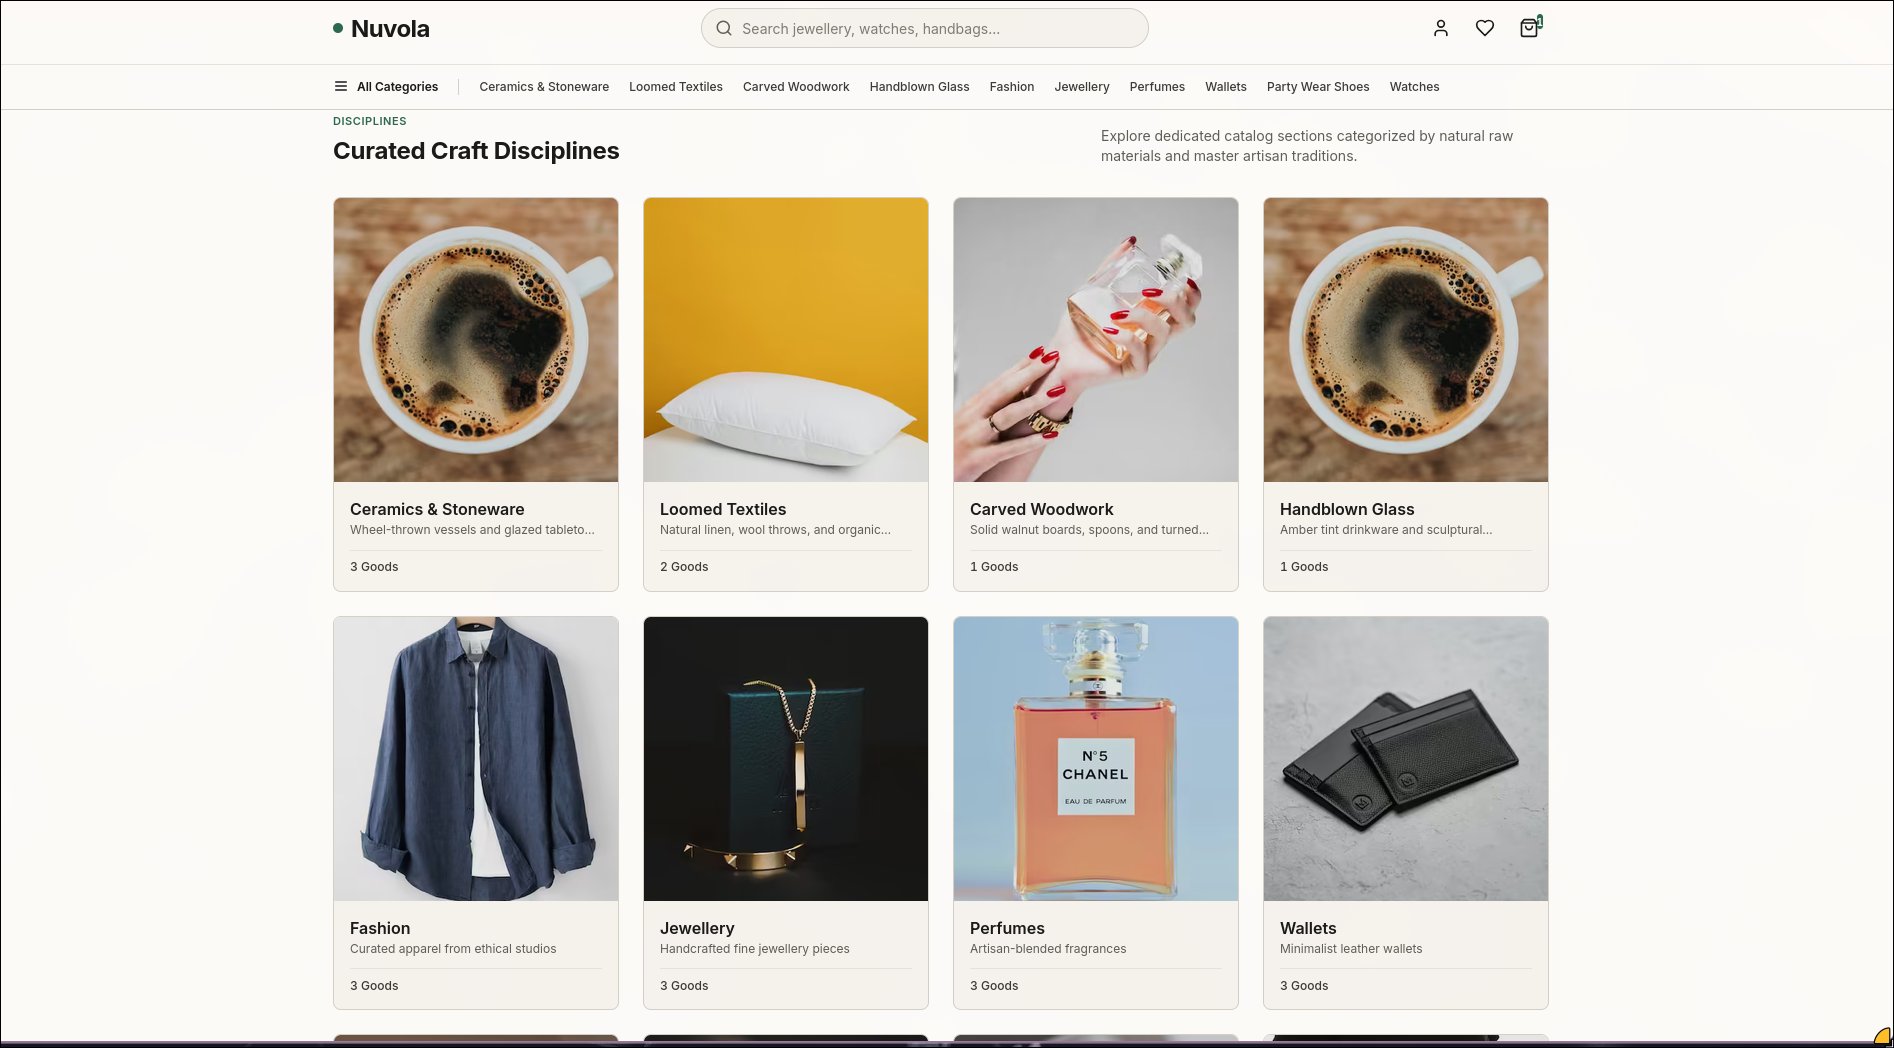 Nuvola
Search jewellery, watches, handbags...
1
All Categories
Ceramics & Stoneware
Loomed Textiles
Carved Woodwork
Handblown Glass
Fashion
Jewellery
Perfumes
Wallets
Party Wear Shoes
Watches
DISCIPLINES
Curated Craft Disciplines
Explore dedicated catalog sections categorized by natural raw
materials and master artisan traditions.
Ceramics & Stoneware
Wheel-thrown vessels and glazed tableto...
3 Goods
Loomed Textiles
Natural linen, wool throws, and organic...
2 Goods
Carved Woodwork
Solid walnut boards, spoons, and turned...
1 Goods
Handblown Glass
Amber tint drinkware and sculptural...
1 Goods
Fashion
Curated apparel from ethical studios
3 Goods
Jewellery
Handcrafted fine jewellery pieces
3 Goods
N°5
CHANEL
EAU DE PARFUM
Perfumes
Artisan-blended fragrances
3 Goods
Wallets
Minimalist leather wallets
3 Goods